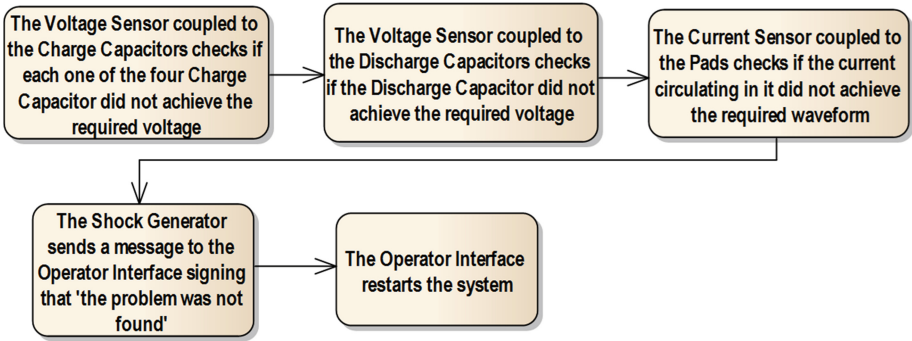 The Voltage Sensor coupled to
the Charge Capacitors checks if
each one of the four Charge
Capacitor did not achieve the
required voltage
The Voltage Sensor coupled to
the Discharge Capacitors checks
if the Discharge Capacitor did not
achieve the required voltage
The Current Sensor coupled to
the Pads checks if the current
circulating in it did not achieve
the required waveform
The Shock Generator
sends a message to the
Operator Interface signing
that 'the problem was not
found'
The Operator Interface
restarts the system